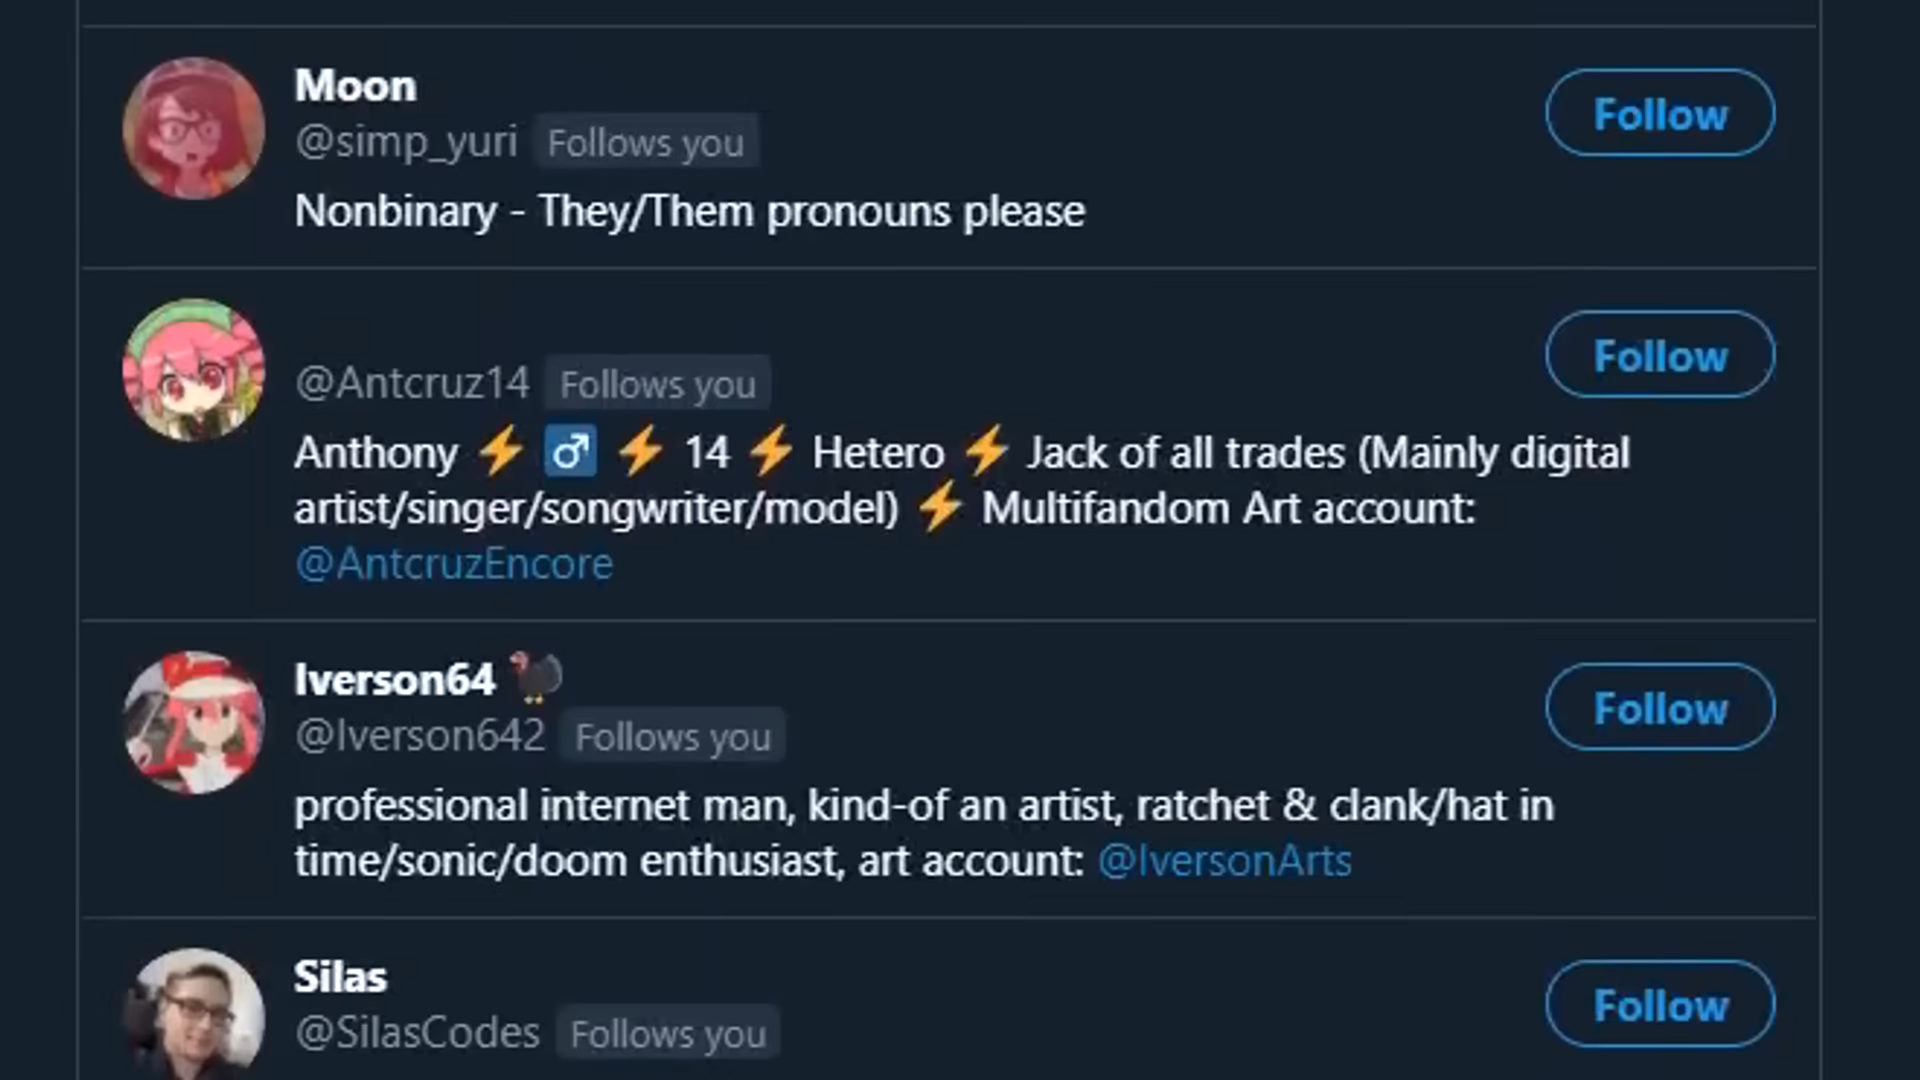 Moon
@simp_yuri Follows you
Follow
Nonbinary - They/Them pronouns please
@Antcruz14 Follows you
Follow
Anthony ⚡ ♂️ ⚡ 14 ⚡ Hetero ⚡ Jack of all trades (Mainly digital
artist/singer/songwriter/model) ⚡ Multifandom Art account:
@AntcruzEncore
Iverson64 🦃
@Iverson642 Follows you
Follow
professional internet man, kind-of an artist, ratchet & clank/hat in
time/sonic/doom enthusiast, art account: @IversonArts
Silas
@SilasCodes Follows you
Follow